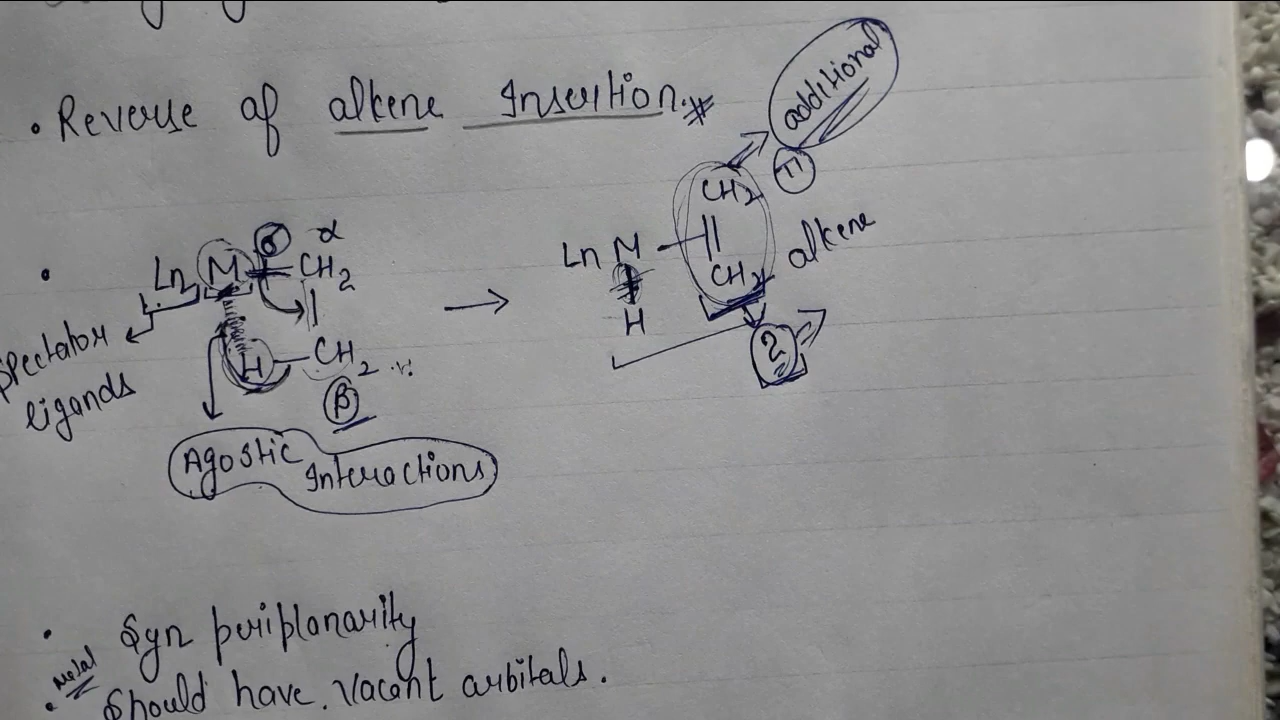 • Reverse of alkene Insertion.*
additional
π
CH2
Ln M — || alkene
CH2
H
2
σ α
• Ln M — CH2
H — CH2
β
Spectator
ligands
Agostic Interactions
• Syn periplanarity
• Metal Should have vacant orbitals.